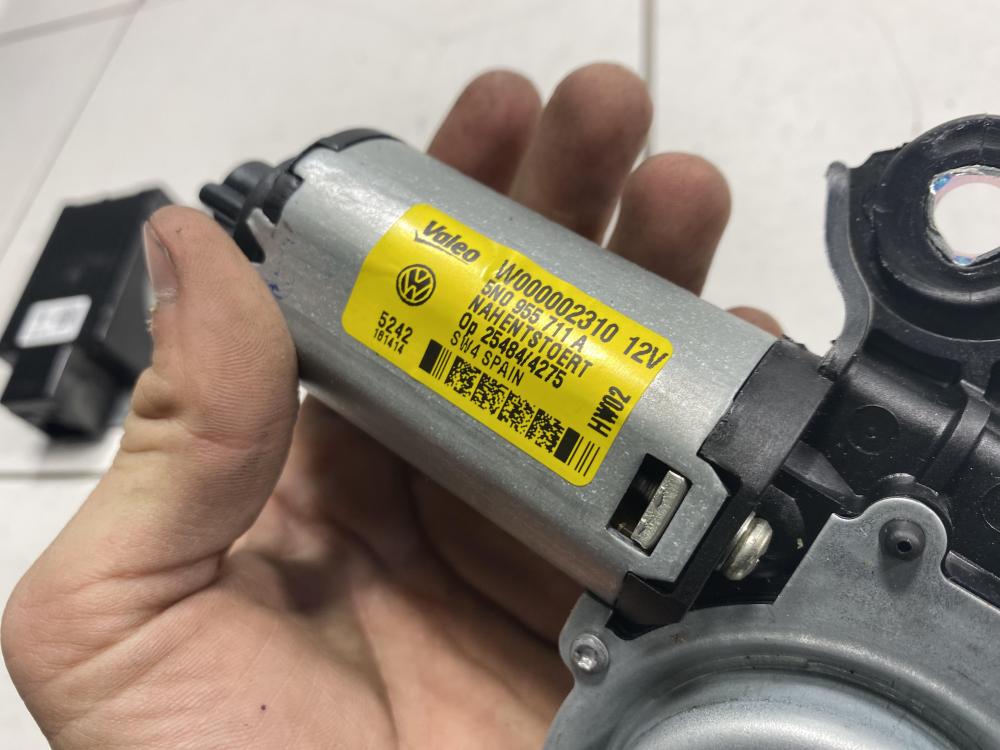 Valeo
W000002310 12V
5N0 955 711 A
NAHENTSTOERT
Op 25484/4275
SW4 SPAIN
5242
181414
HW02